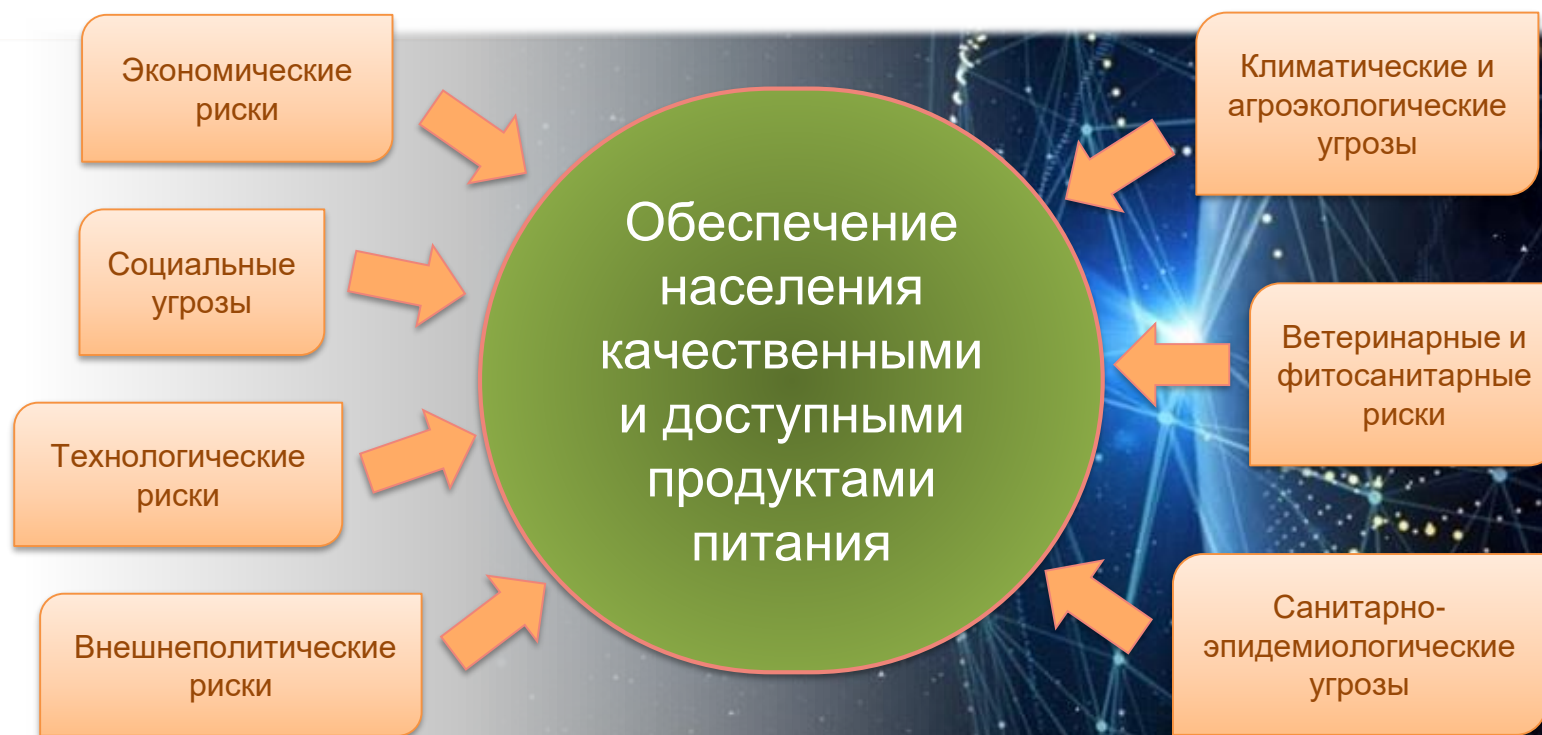 Экономические
риски
Социальные
угрозы
Технологические
риски
Внешнеполитические
риски
Обеспечение
населения
качественными
и доступными
продуктами
питания
Климатические и
агроэкологические
угрозы
Ветеринарные и
фитосанитарные
риски
Санитарно-
эпидемиологические
угрозы